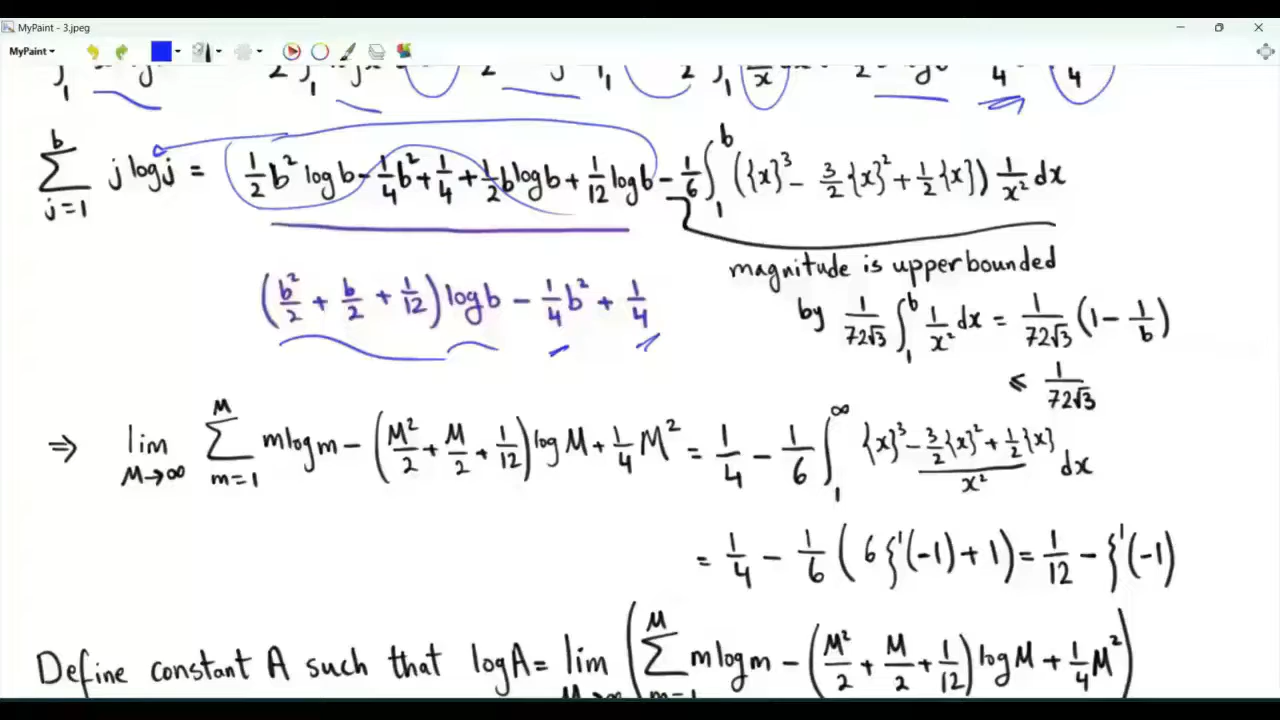 MyPaint - 3.jpeg
MyPaint
∑_{j=1}^{b} j log j = 1/2 b² log b − 1/4 b² + 1/4 + 1/2 b log b + 1/12 log b − 1/6 ∫_1^b ({x}³ − 3/2 {x}² + 1/2 {x}) 1/x² dx
magnitude is upperbounded
(b²/2 + b/2 + 1/12) log b − 1/4 b² + 1/4
by 1/(72√3) ∫_1^b 1/x² dx = 1/(72√3) (1 − 1/b)
≤ 1/(72√3)
⇒ lim_{M→∞} ∑_{m=1}^{M} m log m − (M²/2 + M/2 + 1/12) log M + 1/4 M² = 1/4 − 1/6 ∫_1^∞ ({x}³ − 3/2 {x}² + 1/2 {x})/x² dx
= 1/4 − 1/6 (6 ζ'(-1) + 1) = 1/12 − ζ'(-1)
Define constant A such that log A = lim_{M→∞} (∑_{m=1}^{M} m log m − (M²/2 + M/2 + 1/12) log M + 1/4 M²)